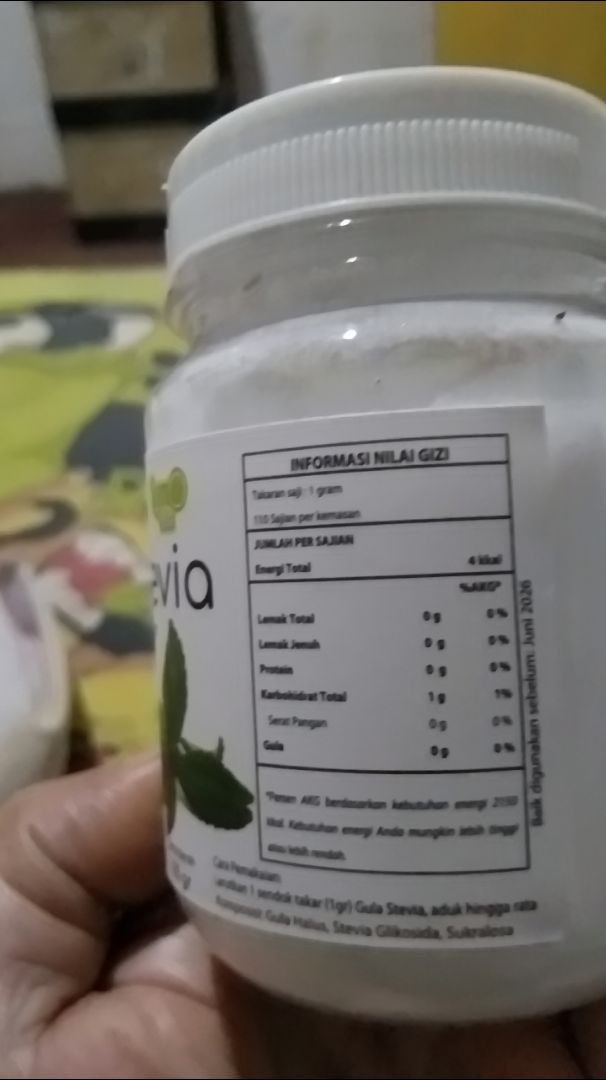 evia
INFORMASI NILAI GIZI
Takaran saji : 1 gram
110 Sajian per kemasan
JUMLAH PER SAJIAN
Energi Total 4 kkal
%AKG*
Lemak Total 0 g 0 %
Lemak Jenuh 0 g 0 %
Protein 0 g 0 %
Karbohidrat Total 1 g 1%
Serat Pangan 0 g 0 %
Gula 0 g 0 %
*Persen AKG berdasarkan kebutuhan energi 2150
kkal. Kebutuhan energi Anda mungkin lebih tinggi
atau lebih rendah.
Baik digunakan sebelum: Juni 2026
Cara Pemakaian
Larutkan 1 sendok takar (1gr) Gula Stevia, aduk hingga rata
Komposisi: Gula Halus, Stevia Glikosida, Sukralosa